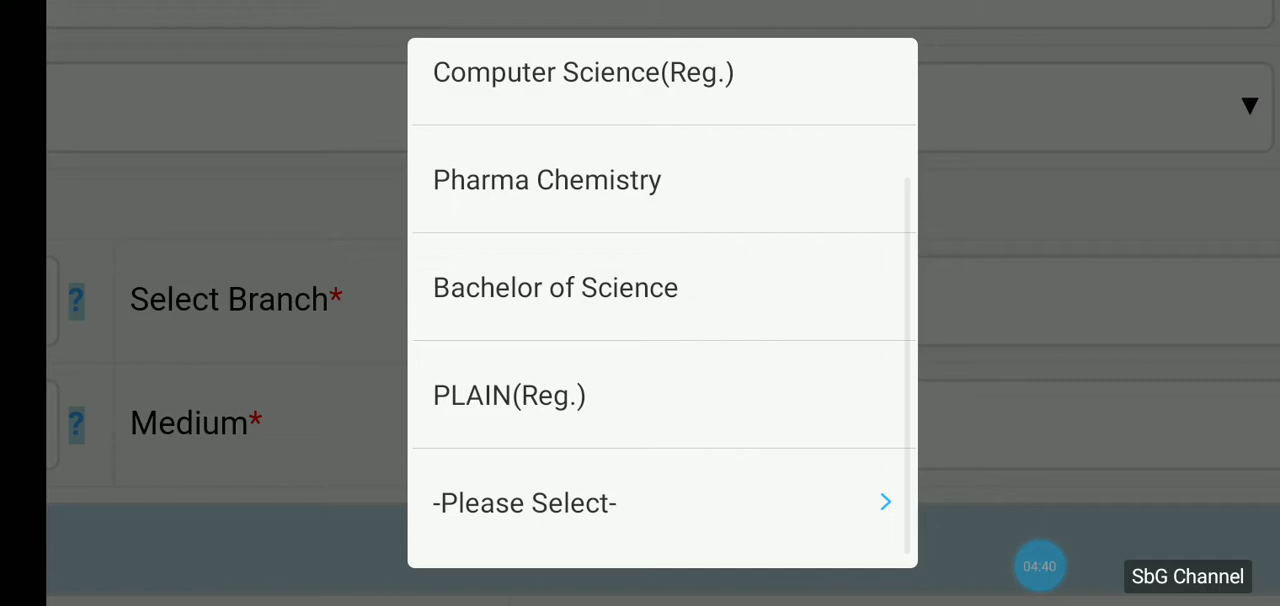 Computer Science(Reg.)
Pharma Chemistry
Bachelor of Science
? Select Branch*
PLAIN(Reg.)
? Medium*
-Please Select-
04:40
SbG Channel